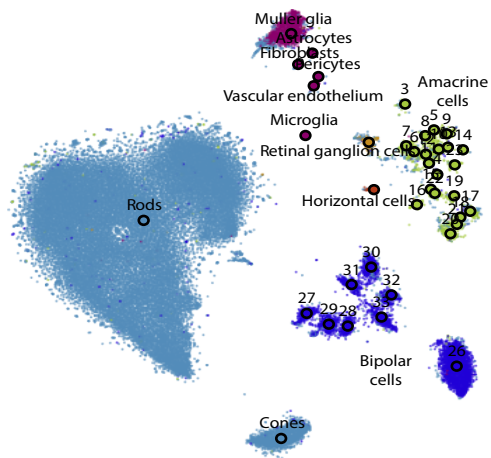 Muller glia
Astrocytes
Fibroblasts
Pericytes
Vascular endothelium
3
Amacrine
cells
5
8
9
7
6
14
Microglia
Retinal ganglion cells
16
22
19
17
18
21
20
Horizontal cells
Rods
30
31
32
27
29
28
33
26
Bipolar
cells
Cones